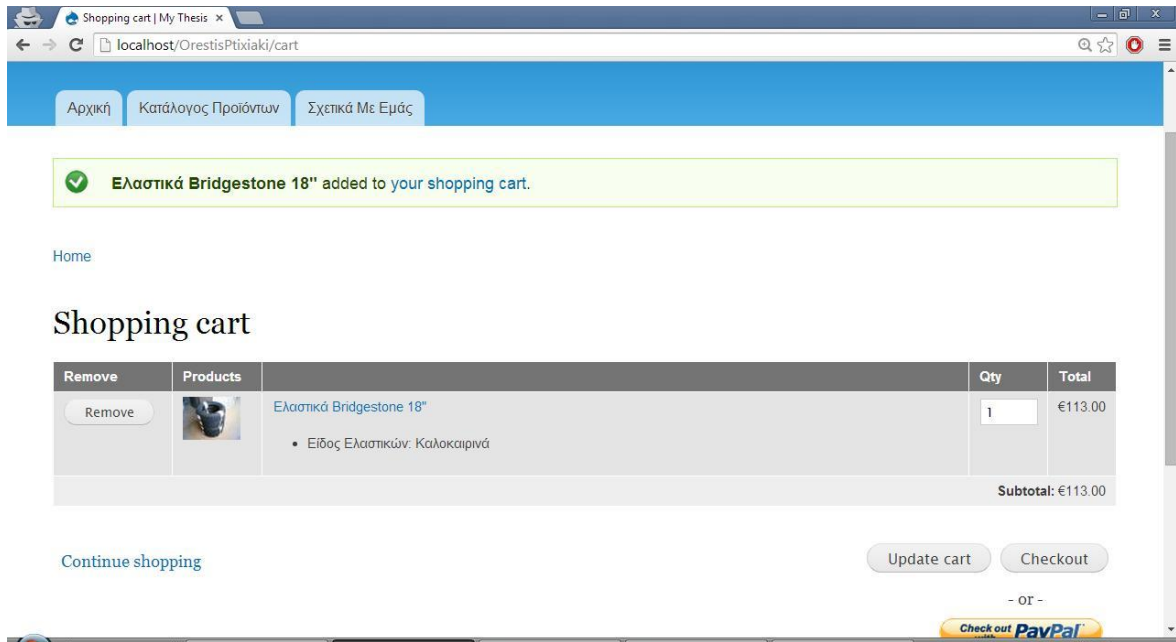 Shopping cart | My Thesis
localhost/OrestisPtixiaki/cart
Αρχική Κατάλογος Προϊόντων Σχετικά Με Εμάς
Ελαστικά Bridgestone 18" added to your shopping cart.
Home
Shopping cart
Remove Products Qty Total
Remove Ελαστικά Bridgestone 18" 1 €113.00
Είδος Ελαστικών: Καλοκαιρινά
Subtotal: €113.00
Continue shopping Update cart Checkout
- or -
Check out PayPal
with